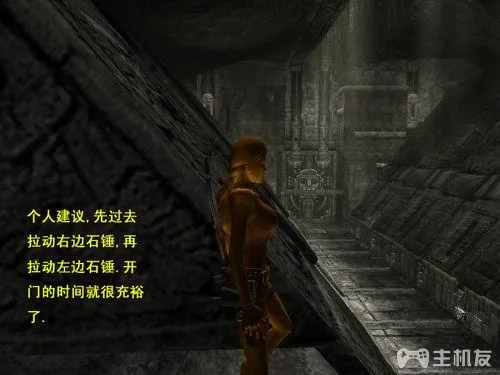 个人建议,先过去
拉动右边石锤,再
拉动左边石锤.开
门的时间就很充裕
了.
主机友